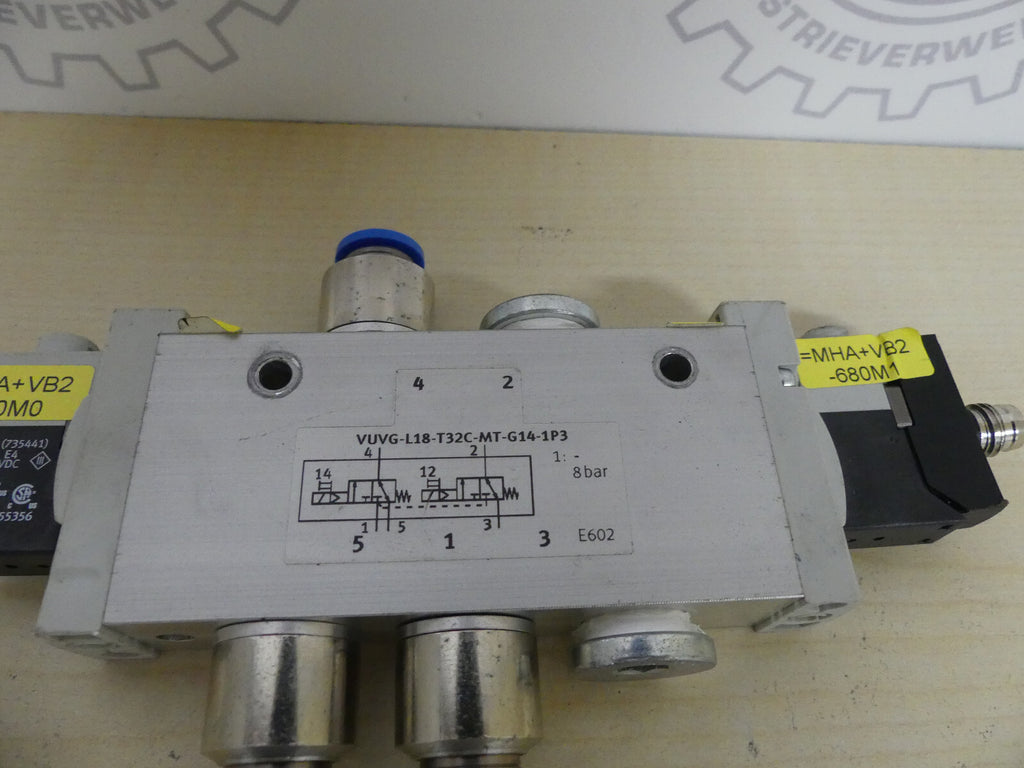 EVERWER
STRIEVERWE
A+VB2
0M0
=MHA+VB2
-680M1
(735441)
E4
VDC
55356
4 2
VUVG-L18-T32C-MT-G14-1P3
4 2
1: -
8 bar
14 12
1 5 3
5 1 3
E602